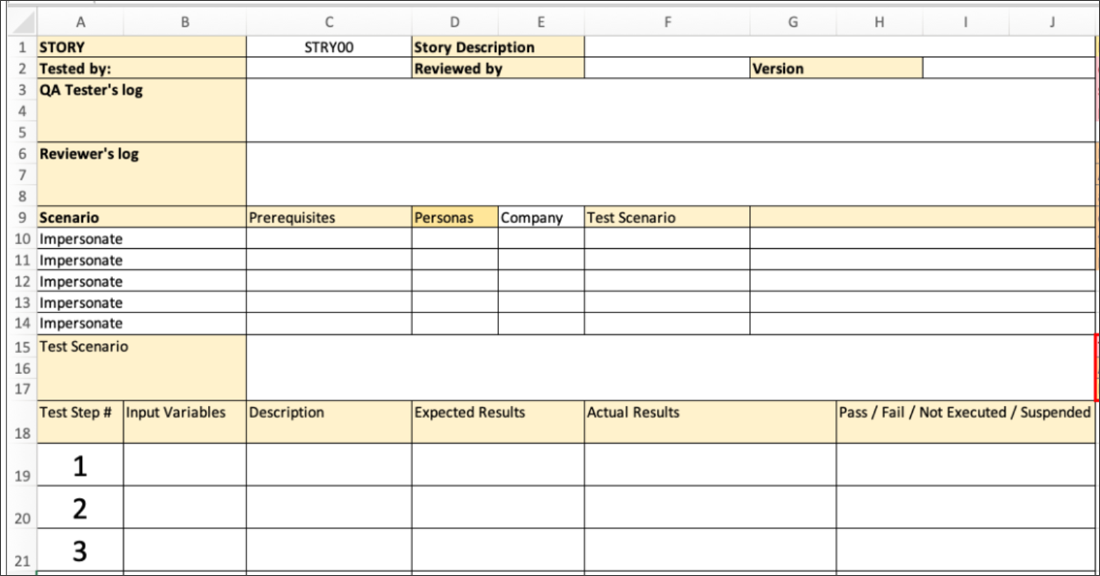 A B C D E F G H I J
1 STORY STRY00 Story Description
2 Tested by: Reviewed by Version
3 QA Tester's log
4
5
6 Reviewer's log
7
8
9 Scenario Prerequisites Personas Company Test Scenario
10 Impersonate
11 Impersonate
12 Impersonate
13 Impersonate
14 Impersonate
15 Test Scenario
16
17
18 Test Step # Input Variables Description Expected Results Actual Results Pass / Fail / Not Executed / Suspended
19 1
20 2
21 3